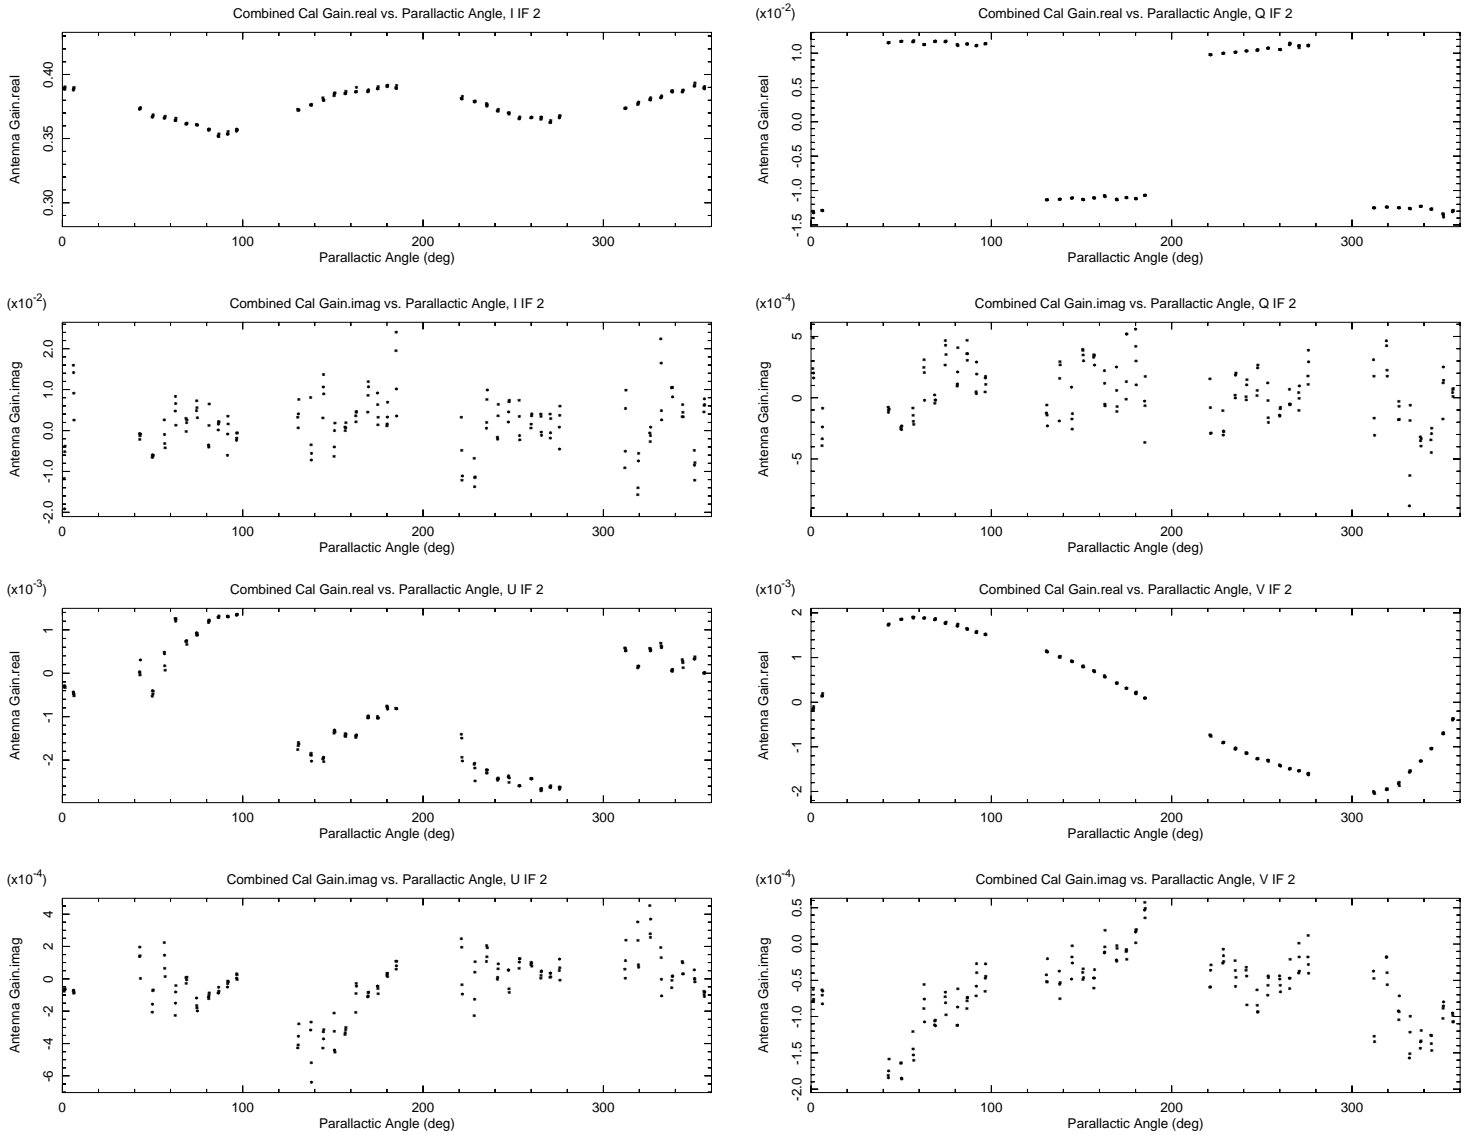 Combined Cal Gain.real vs. Parallactic Angle, I IF 2
Antenna Gain.real
0.40
0.35
0.30
0 100 200 300
Parallactic Angle (deg)
(x10-2)
Combined Cal Gain.real vs. Parallactic Angle, Q IF 2
Antenna Gain.real
1.0
0.5
0.0
-0.5
-1.0
-1.5
0 100 200 300
Parallactic Angle (deg)
(x10-2)
Combined Cal Gain.imag vs. Parallactic Angle, I IF 2
Antenna Gain.imag
2.0
1.0
0.0
-1.0
-2.0
0 100 200 300
Parallactic Angle (deg)
(x10-4)
Combined Cal Gain.imag vs. Parallactic Angle, Q IF 2
Antenna Gain.imag
5
0
-5
0 100 200 300
Parallactic Angle (deg)
(x10-3)
Combined Cal Gain.real vs. Parallactic Angle, U IF 2
Antenna Gain.real
1
0
-1
-2
0 100 200 300
Parallactic Angle (deg)
(x10-3)
Combined Cal Gain.real vs. Parallactic Angle, V IF 2
Antenna Gain.real
2
1
0
-1
-2
0 100 200 300
Parallactic Angle (deg)
(x10-4)
Combined Cal Gain.imag vs. Parallactic Angle, U IF 2
Antenna Gain.imag
4
2
0
-2
-4
-6
0 100 200 300
Parallactic Angle (deg)
(x10-4)
Combined Cal Gain.imag vs. Parallactic Angle, V IF 2
Antenna Gain.imag
0.5
0.0
-0.5
-1.0
-1.5
-2.0
0 100 200 300
Parallactic Angle (deg)